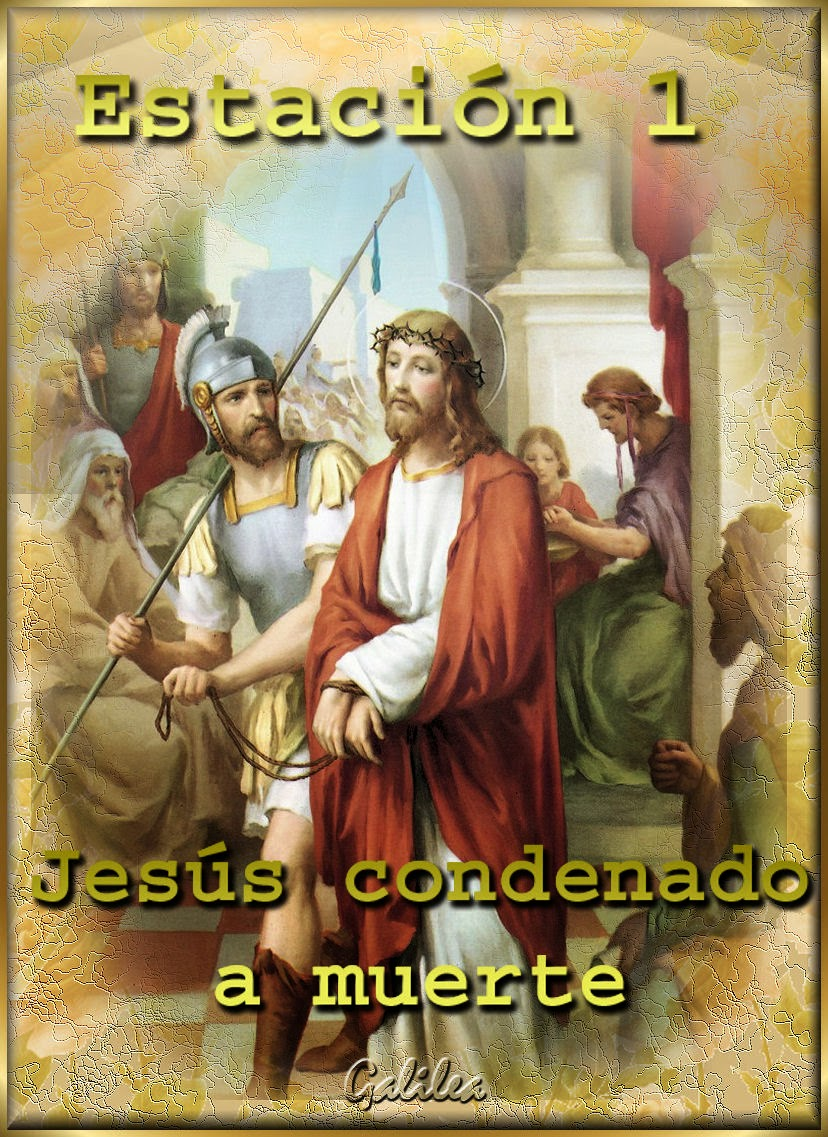 Estación 1
Jesús condenado
a muerte
Galilea